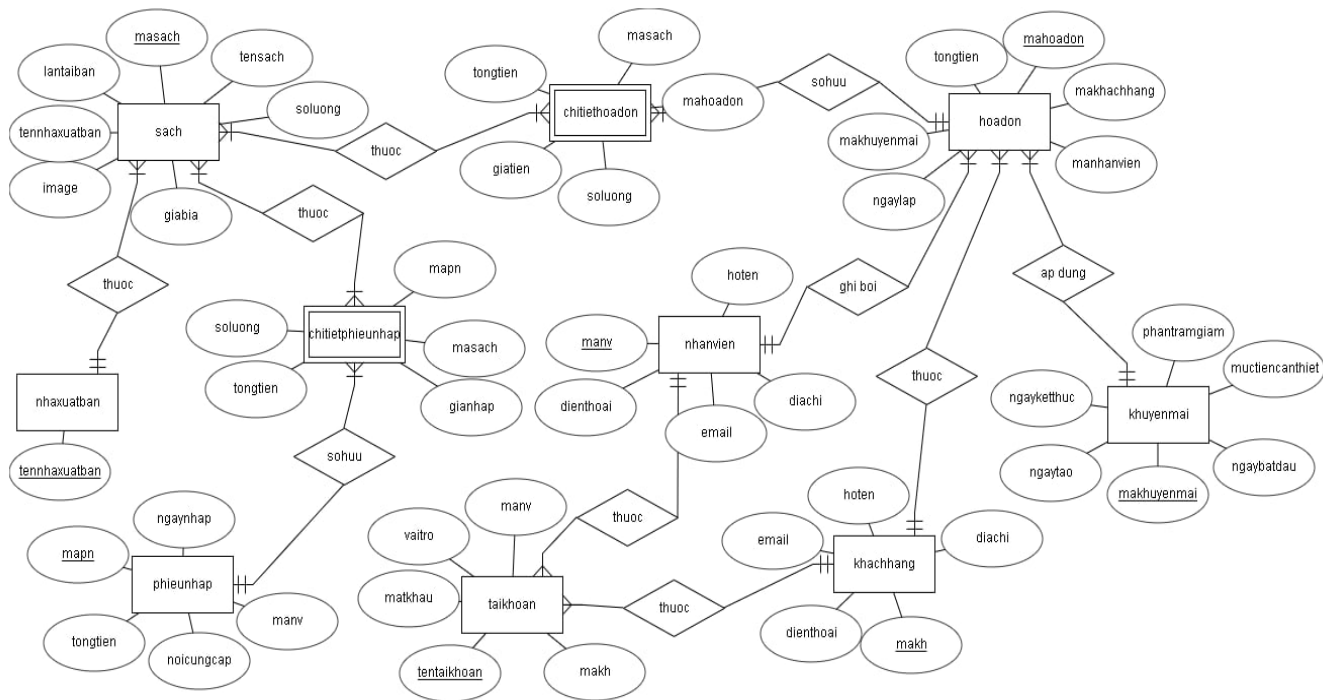 masach
lantaiban
tensach
soluong
tennhaxuatban
sach
image
giabia
thuoc
tongtien
masach
chitiethoadon
mahoadon
giatien
soluong
sohuu
tongtien
mahoadon
makhachhang
hoadon
makhuyenmai
manhanvien
ngaylap
thuoc
thuoc
nhaxuatban
tennhaxuatban
mapn
soluong
chitietphieunhap
masach
tongtien
gianhap
sohuu
ngaynhap
mapn
phieunhap
manv
tongtien
noicungcap
hoten
manv
nhanvien
dienthoai
diachi
email
ghi boi
ap dung
thuoc
phantramgiam
muctiencanthiet
ngayketthuc
khuyenmai
ngaytao
ngaybatdau
makhuyenmai
thuoc
manv
vaitro
matkhau
taikhoan
tentaikhoan
makh
thuoc
hoten
email
diachi
khachhang
dienthoai
makh